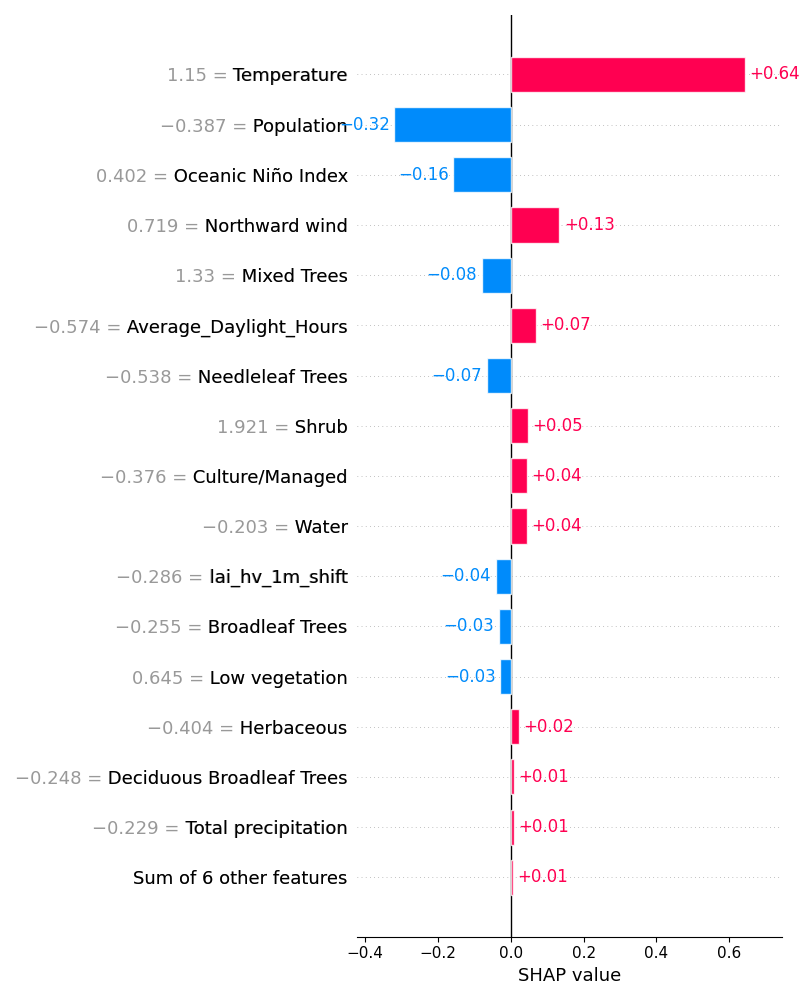 1.15 = Temperature +0.64
−0.387 = Population −0.32
0.402 = Oceanic Niño Index −0.16
0.719 = Northward wind +0.13
1.33 = Mixed Trees −0.08
−0.574 = Average_Daylight_Hours +0.07
−0.538 = Needleleaf Trees −0.07
1.921 = Shrub +0.05
−0.376 = Culture/Managed +0.04
−0.203 = Water +0.04
−0.286 = lai_hv_1m_shift −0.04
−0.255 = Broadleaf Trees −0.03
0.645 = Low vegetation −0.03
−0.404 = Herbaceous +0.02
−0.248 = Deciduous Broadleaf Trees +0.01
−0.229 = Total precipitation +0.01
Sum of 6 other features +0.01
−0.4 −0.2 0.0 0.2 0.4 0.6
SHAP value